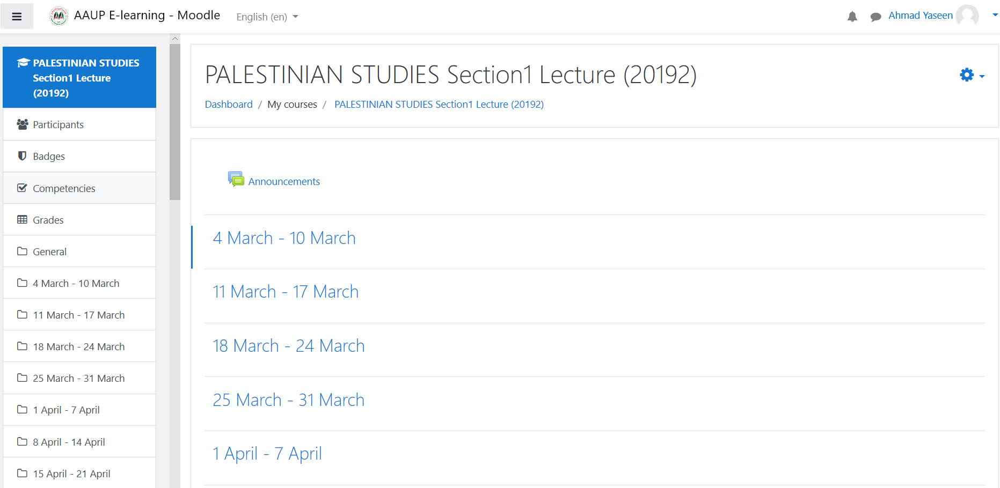 AAUP E-learning - Moodle
English (en)
Ahmad Yaseen
PALESTINIAN STUDIES
Section1 Lecture
(20192)
Participants
Badges
Competencies
Grades
General
4 March - 10 March
11 March - 17 March
18 March - 24 March
25 March - 31 March
1 April - 7 April
8 April - 14 April
15 April - 21 April
PALESTINIAN STUDIES Section1 Lecture (20192)
Dashboard / My courses / PALESTINIAN STUDIES Section1 Lecture (20192)
Announcements
4 March - 10 March
11 March - 17 March
18 March - 24 March
25 March - 31 March
1 April - 7 April